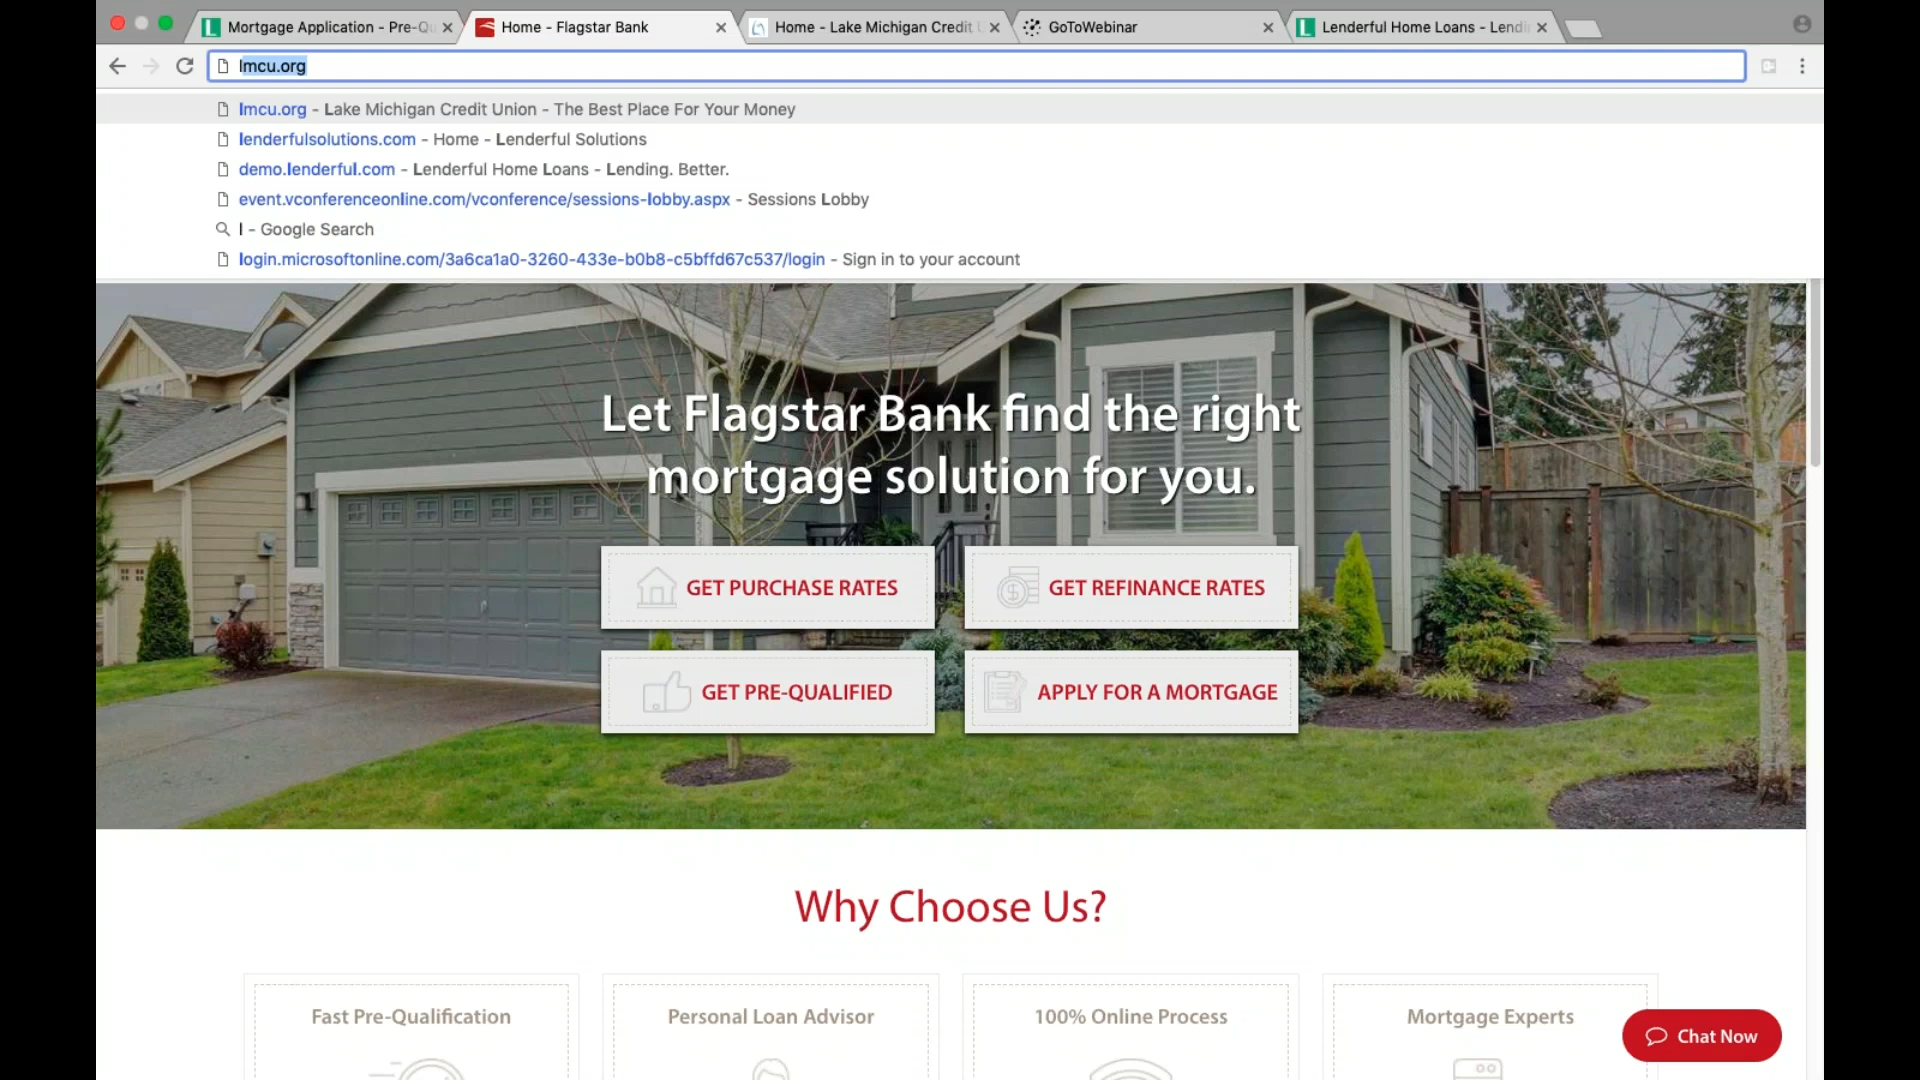 Mortgage Application - Pre-Qu
Home - Flagstar Bank
Home - Lake Michigan Credit U
GoToWebinar
Lenderful Home Loans - Lendi
lmcu.org
lmcu.org - Lake Michigan Credit Union - The Best Place For Your Money
lenderfulsolutions.com - Home - Lenderful Solutions
demo.lenderful.com - Lenderful Home Loans - Lending. Better.
event.vconferenceonline.com/vconference/sessions-lobby.aspx - Sessions Lobby
l - Google Search
login.microsoftonline.com/3a6ca1a0-3260-433e-b0b8-c5bffd67c537/login - Sign in to your account
Let Flagstar Bank find the right
mortgage solution for you.
GET PURCHASE RATES
GET REFINANCE RATES
GET PRE-QUALIFIED
APPLY FOR A MORTGAGE
Why Choose Us?
Fast Pre-Qualification
Personal Loan Advisor
100% Online Process
Mortgage Experts
Chat Now